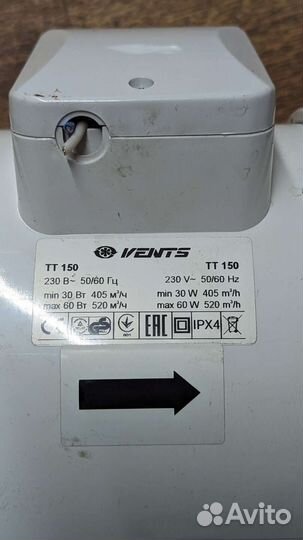 VENTS
TT 150 TT 150
230 В~ 50/60 Гц 230 V~ 50/60 Hz
min 30 Вт 405 м³/ч min 30 W 405 m³/h
max 60 Вт 520 м³/ч max 60 W 520 m³/h
EAC IPX4
Avito